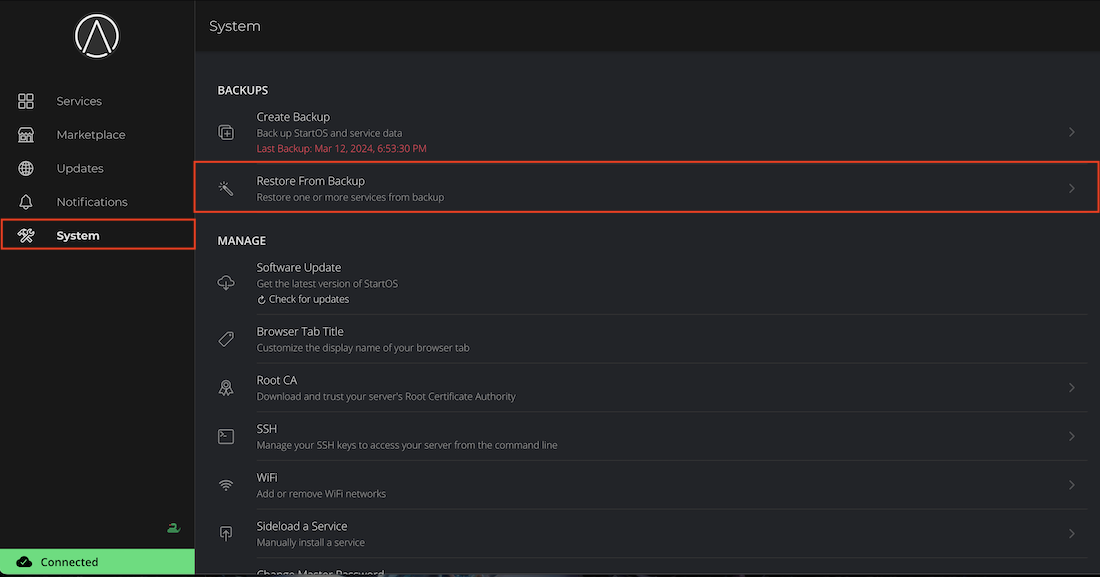 System
Services
Marketplace
Updates
Notifications
System
Connected
BACKUPS
Create Backup
Back up StartOS and service data
Last Backup: Mar 12, 2024, 6:53:30 PM
Restore From Backup
Restore one or more services from backup
MANAGE
Software Update
Get the latest version of StartOS
Check for updates
Browser Tab Title
Customize the display name of your browser tab
Root CA
Download and trust your server's Root Certificate Authority
SSH
Manage your SSH keys to access your server from the command line
WiFi
Add or remove WiFi networks
Sideload a Service
Manually install a service
Change Master Password